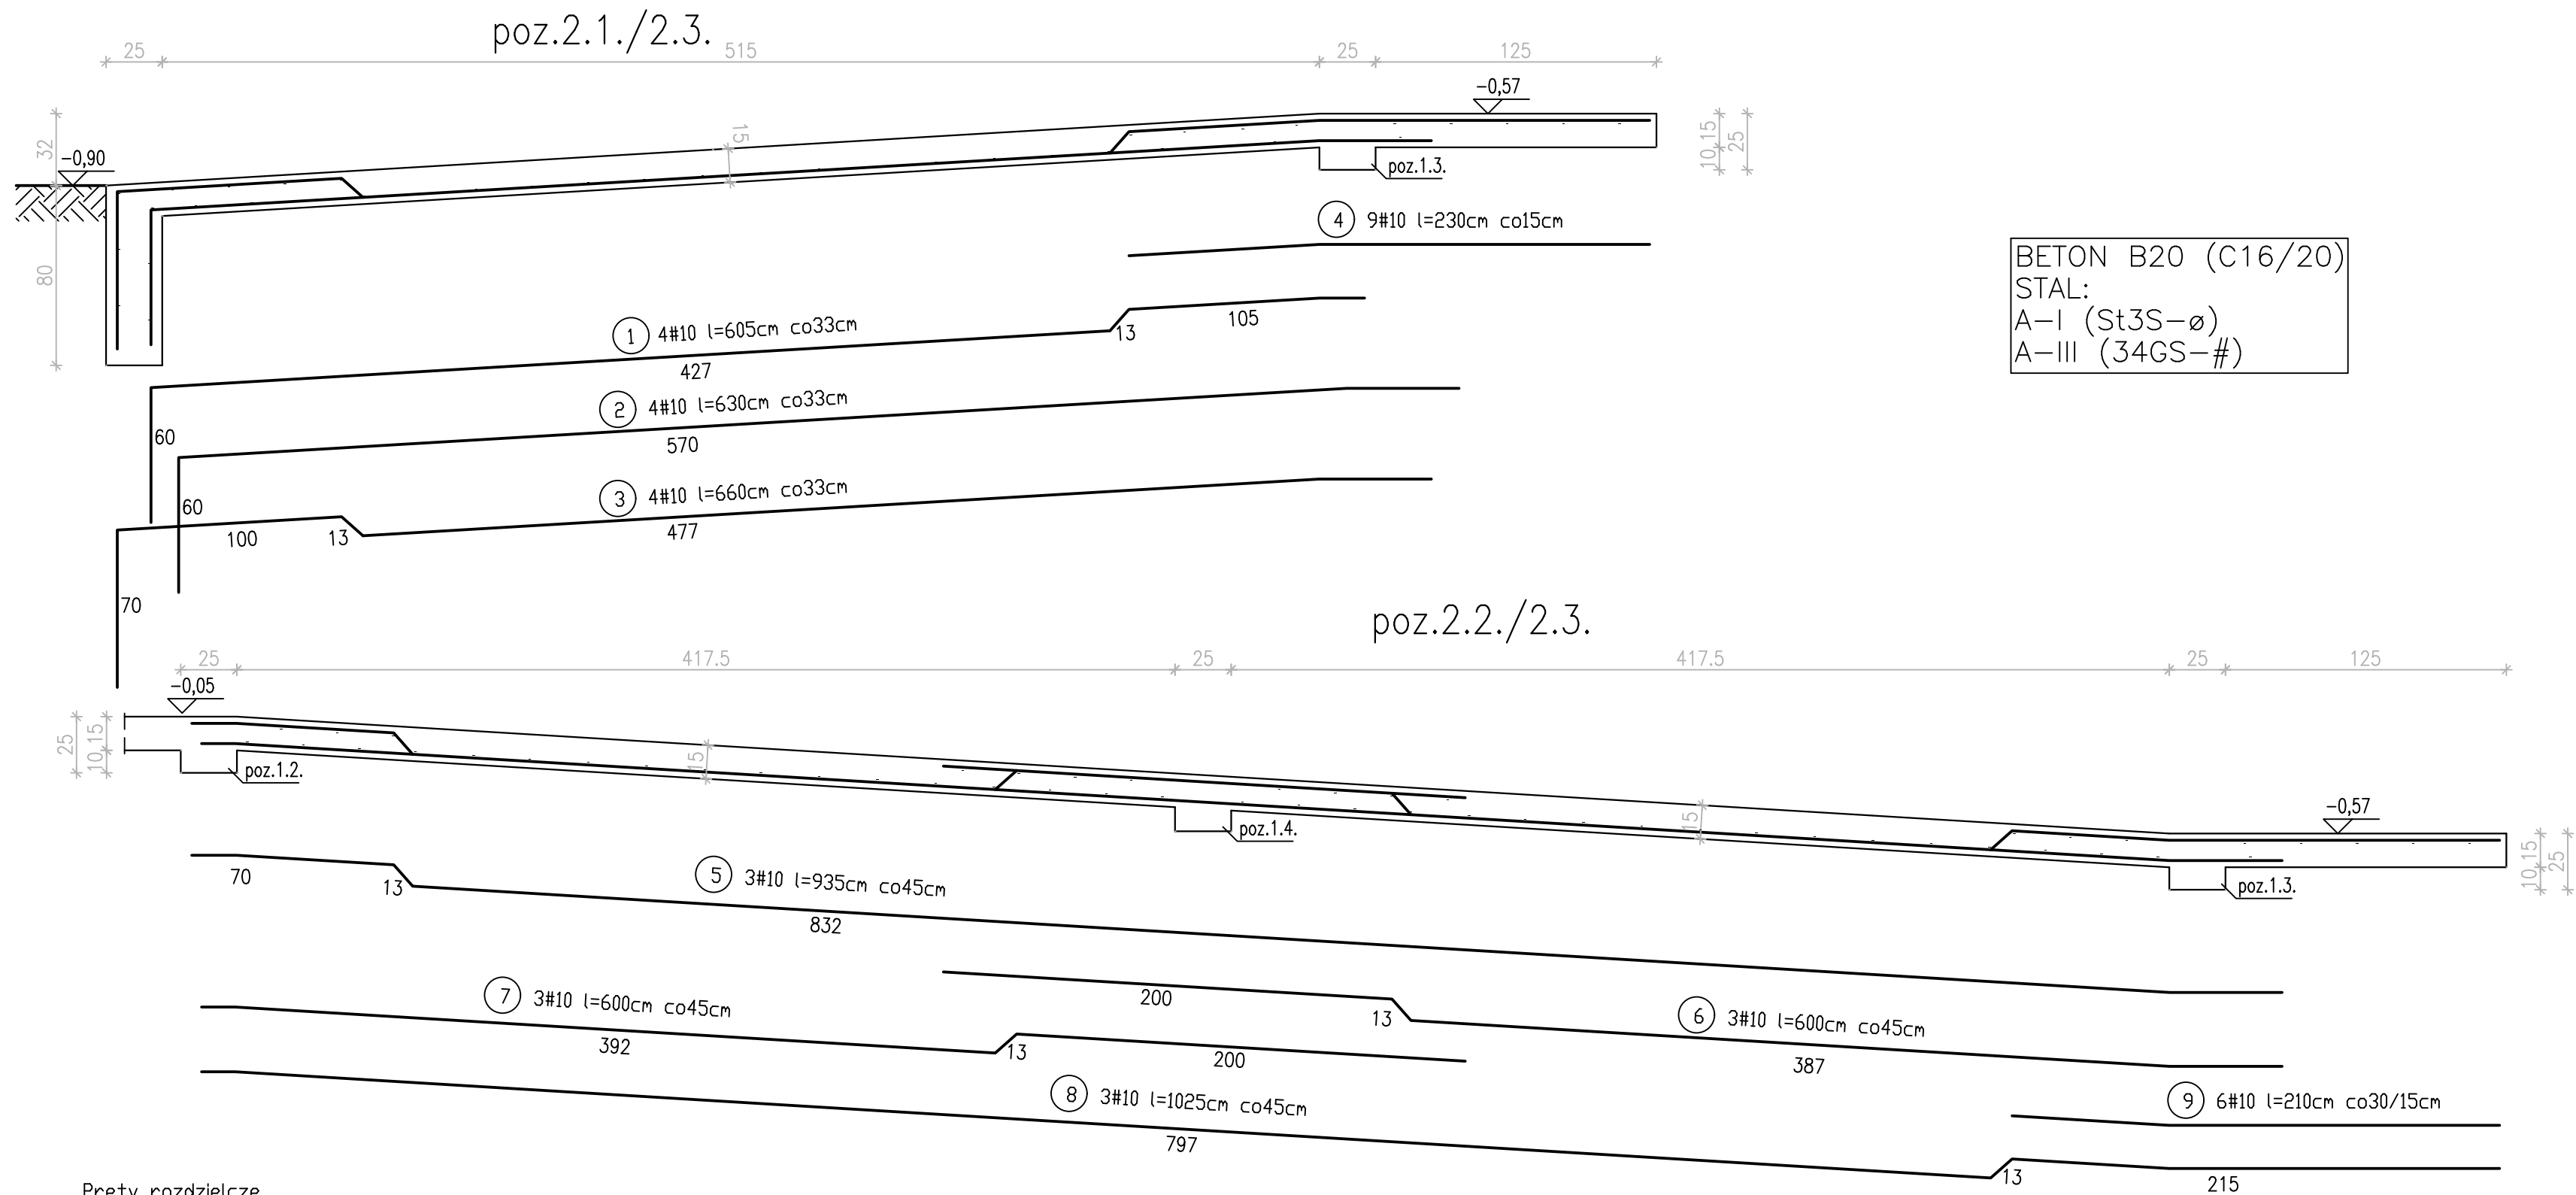 poz.2.1./2.3.
25 515 25 125
-0,57
32
-0,90
15
10 15
25
poz.1.3.
80
4 9#10 l=230cm co15cm
BETON B20 (C16/20)
STAL:
A-I (St3S-ø)
A-III (34GS-#)
1 4#10 l=605cm co33cm
427
13
105
60
2 4#10 l=630cm co33cm
570
60
3 4#10 l=660cm co33cm
100
13
477
70
poz.2.2./2.3.
25 417.5 25 417.5 25 125
-0,05
25
10 15
poz.1.2.
15
poz.1.4.
15
-0,57
10 15
25
poz.1.3.
70
13
5 3#10 l=935cm co45cm
832
200
13
6 3#10 l=600cm co45cm
387
7 3#10 l=600cm co45cm
392
13
200
8 3#10 l=1025cm co45cm
797
13
215
9 6#10 l=210cm co30/15cm
Pręty rozdzielcze